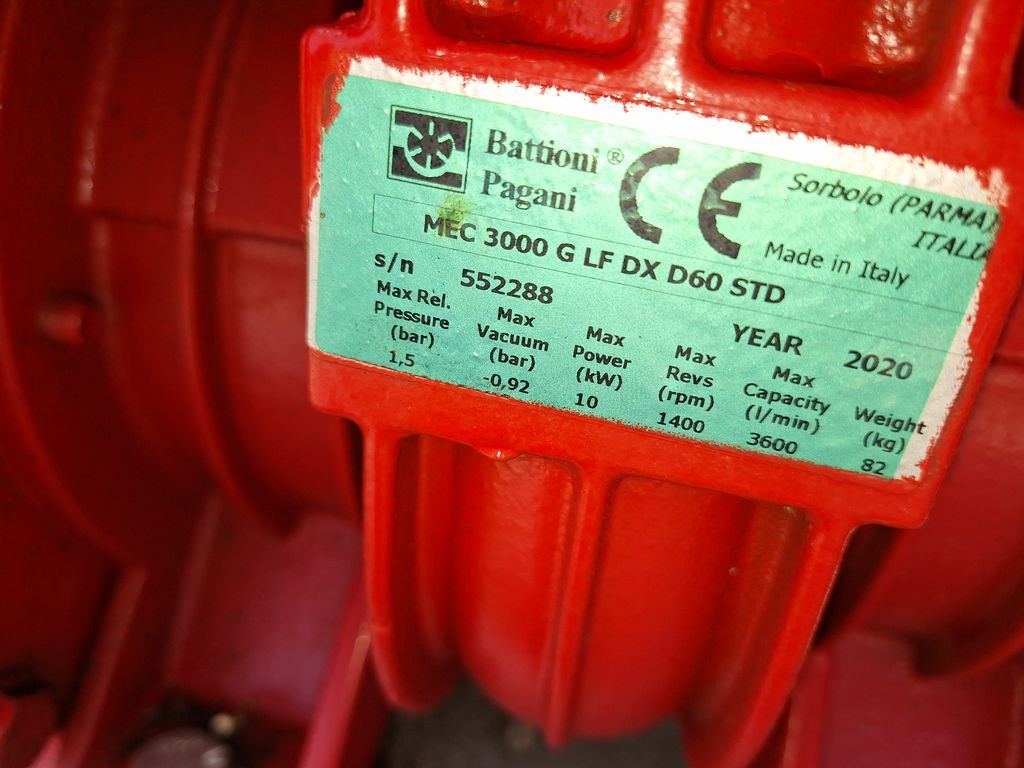 Battioni ®
Pagani
CE
Sorbolo (PARMA)
ITALIA
Made in Italy
MEC 3000 G LF DX D60 STD
s/n 552288 YEAR 2020
Max Rel. Pressure (bar) 1,5
Max Vacuum (bar) -0,92
Max Power (kW) 10
Max Revs (rpm) 1400
Max Capacity (l/min) 3600
Weight (kg) 82